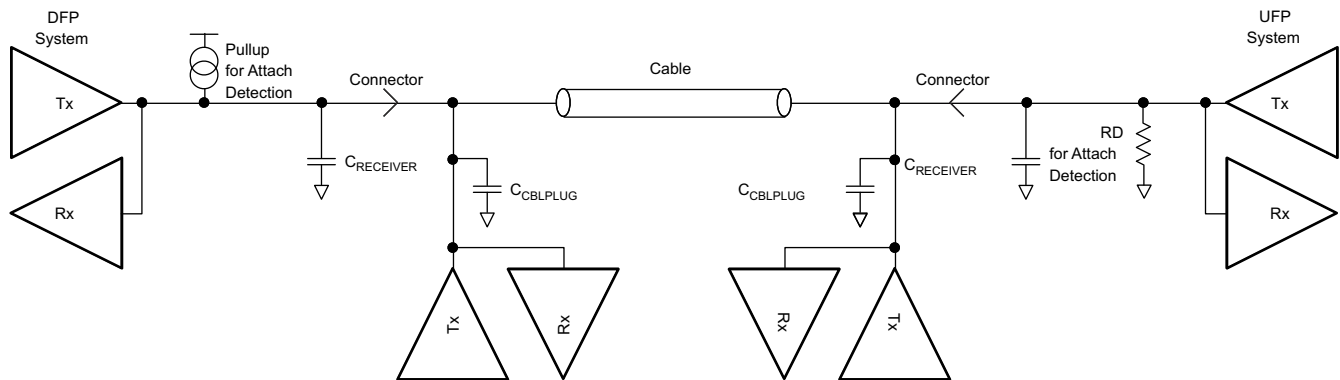 DFP
System
Tx
Rx
Pullup
for Attach
Detection
Connector
CRECEIVER
CCBLPLUG
Tx
Rx
Cable
CCBLPLUG
CRECEIVER
Rx
Tx
Connector
RD
for Attach
Detection
UFP
System
Tx
Rx